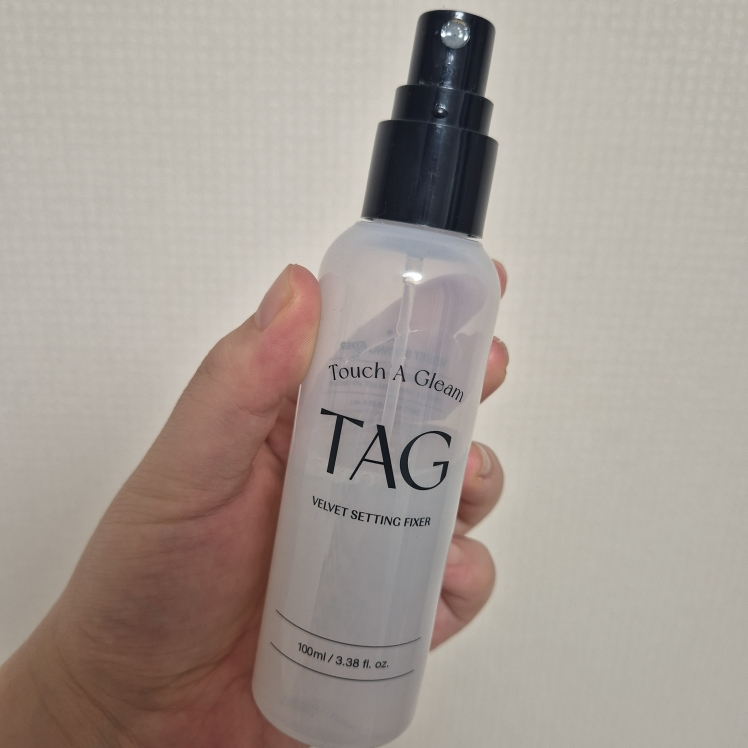 Touch A Gleam
TAG
VELVET SETTING FIXER
100ml / 3.38 fl. oz.